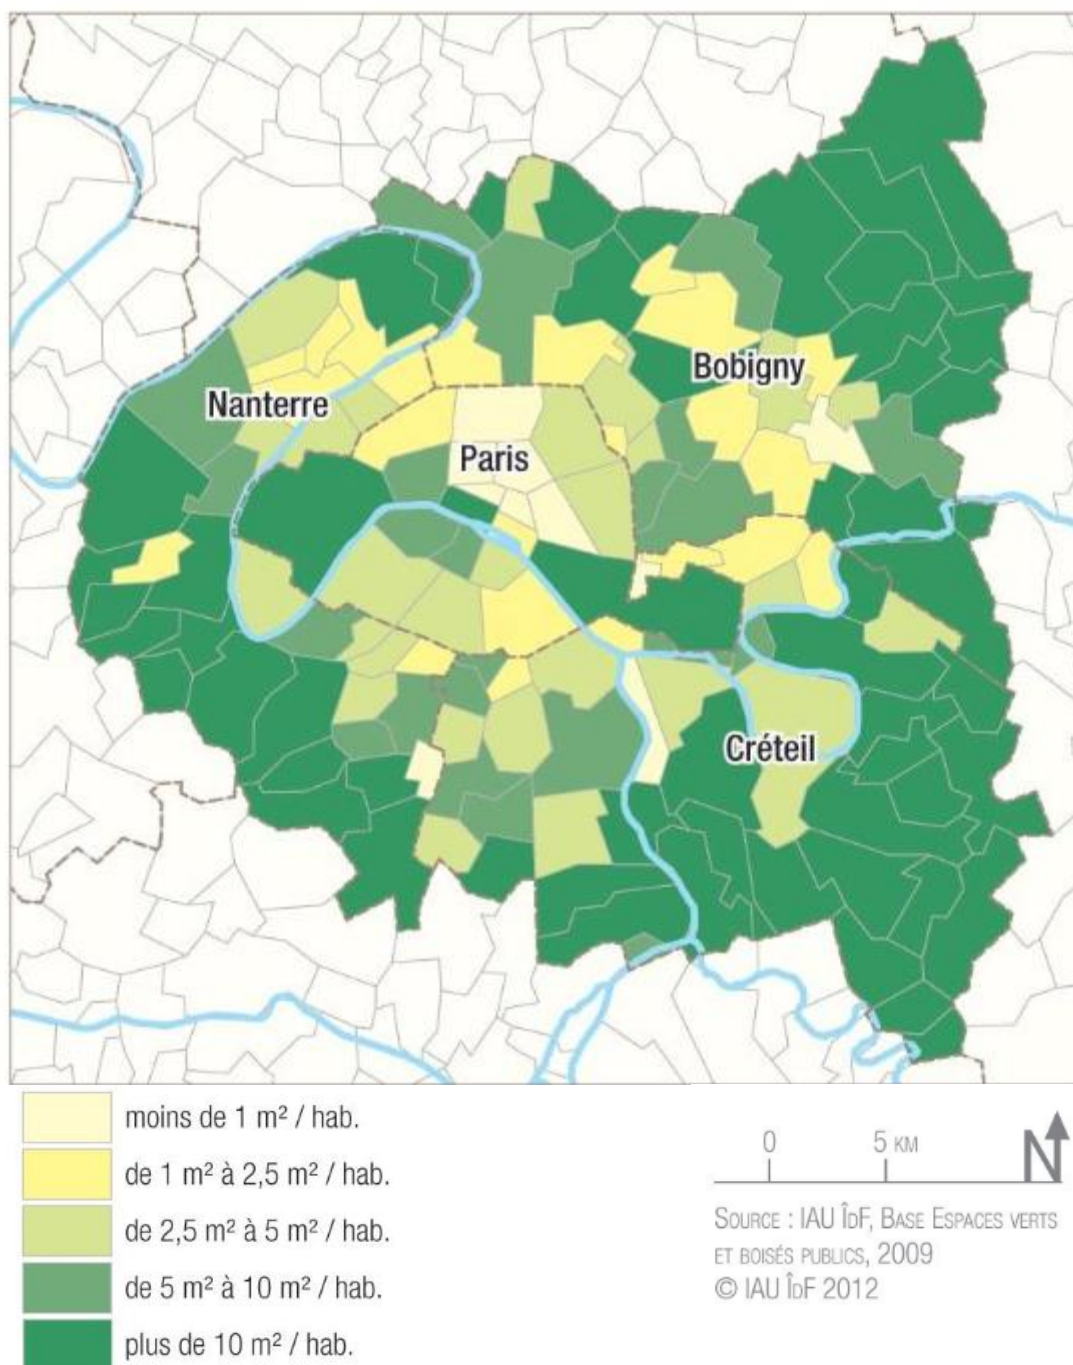 Bobigny
Nanterre
Paris
Créteil
moins de 1 m² / hab.
de 1 m² à 2,5 m² / hab.
de 2,5 m² à 5 m² / hab.
de 5 m² à 10 m² / hab.
plus de 10 m² / hab.
0 5 KM
N
SOURCE : IAU ÎDF, BASE ESPACES VERTS
ET BOISÉS PUBLICS, 2009
© IAU ÎDF 2012